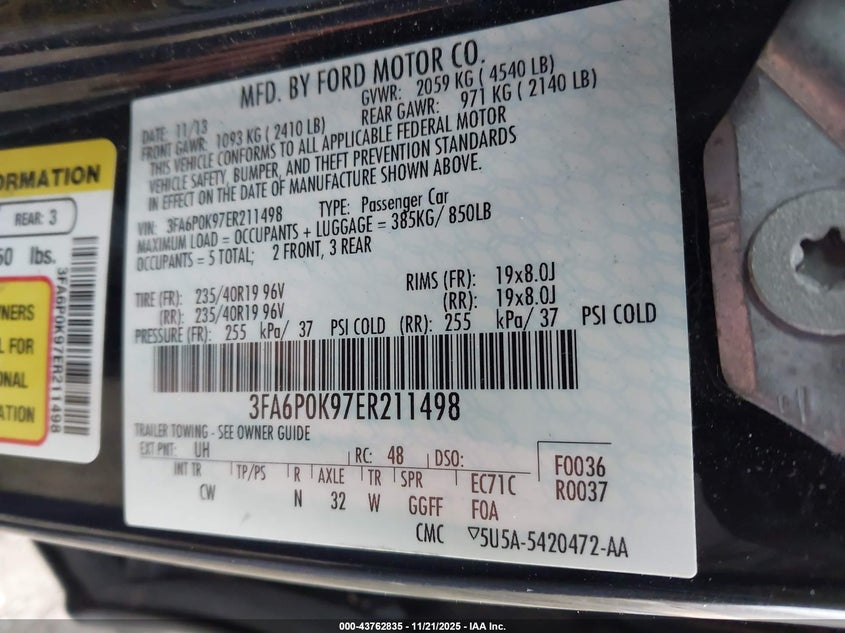 MFD. BY FORD MOTOR CO.
DATE: 11/13
GVWR: 2059 KG ( 4540 LB)
FRONT GAWR: 1093 KG ( 2410 LB)
REAR GAWR: 971 KG ( 2140 LB)
THIS VEHICLE CONFORMS TO ALL APPLICABLE FEDERAL MOTOR
VEHICLE SAFETY, BUMPER, AND THEFT PREVENTION STANDARDS
IN EFFECT ON THE DATE OF MANUFACTURE SHOWN ABOVE.
VIN: 3FA6P0K97ER211498 TYPE: Passenger Car
MAXIMUM LOAD = OCCUPANTS + LUGGAGE = 385KG/ 850LB
OCCUPANTS = 5 TOTAL; 2 FRONT, 3 REAR
TIRE (FR): 235/40R19 96V RIMS (FR): 19x8.0J
(RR): 235/40R19 96V (RR): 19x8.0J
PRESSURE (FR): 255 kPa/ 37 PSI COLD (RR): 255 kPa/ 37 PSI COLD
3FA6P0K97ER211498
TRAILER TOWING - SEE OWNER GUIDE
EXT PNT: UH RC: 48 DSO: F0036
INT TR TP/PS R AXLE TR SPR EC71C R0037
CW N 32 W GGFF F0A
CMC ▽5U5A-5420472-AA
ORMATION
REAR: 3
50 lbs.
3FA6P0K97ER211498
NERS
L FOR
ONAL
ATION
000-43762835 - 11/21/2025 - IAA Inc.